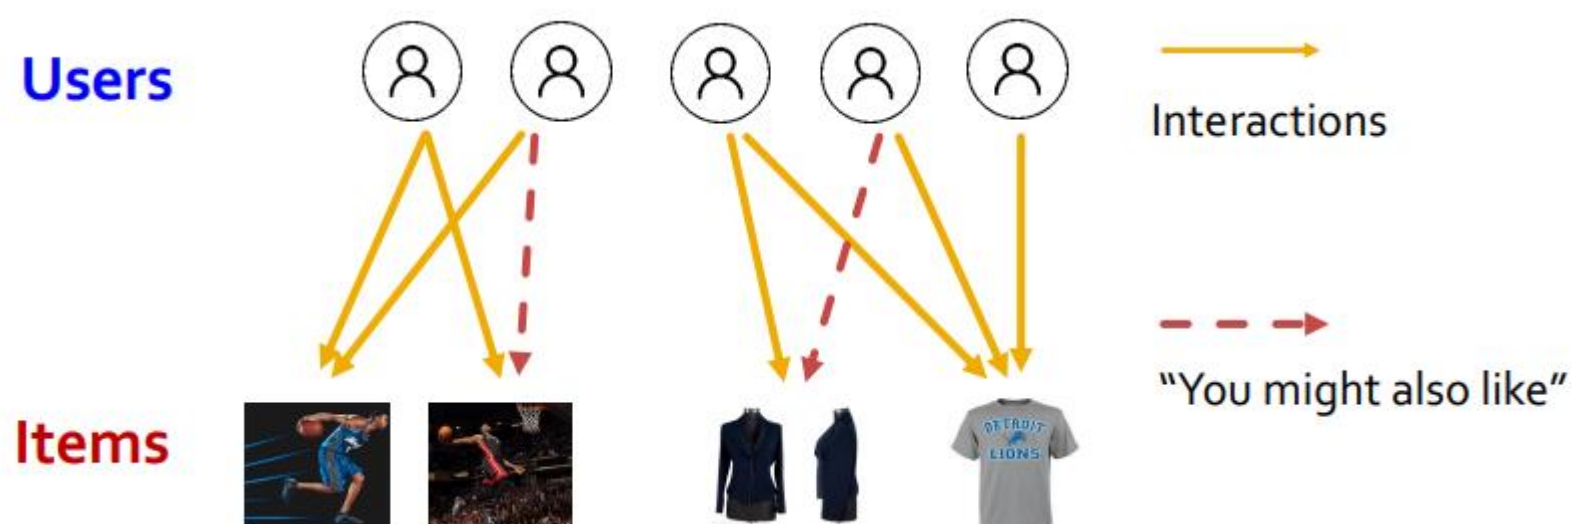 Users
Interactions
“You might also like”
Items
DETROIT
LIONS